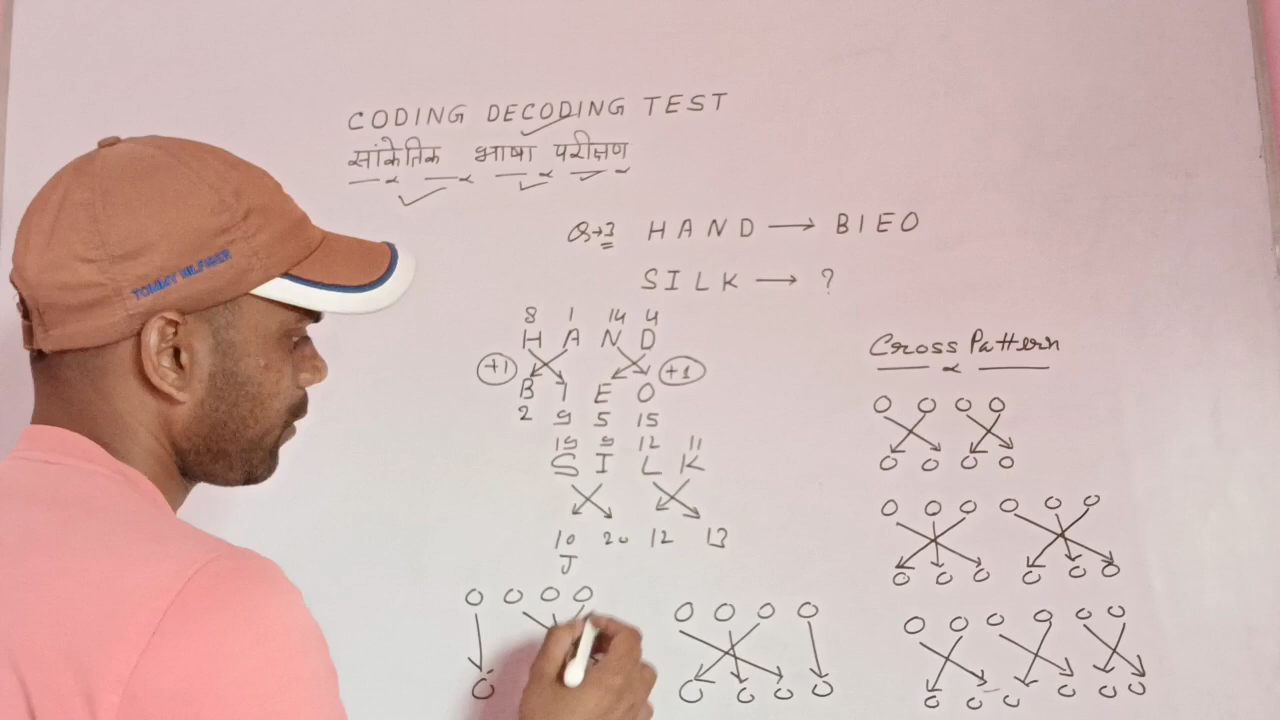 CODING DECODING TEST
सांकेतिक भाषा परीक्षण
Q→3 HAND → BIEO
SILK → ?
8 1 14 4
H A N D
+1 +1
B I E O
2 9 5 15
19 9 12 11
S I L K
10 20 12 13
J
Cross Pattern
TOMMY HILFIGER